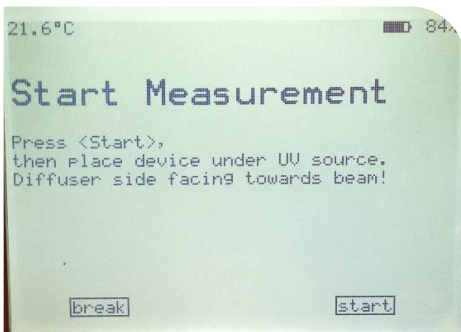 21.6°C 84%
Start Measurement
Press <Start>,
then place device under UV source.
Diffuser side facing towards beam!
break start